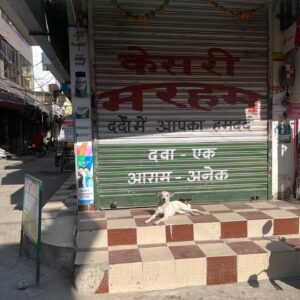 केसरी
मरहम
दर्दोंमें आपका हमदर्द
दवा - एक
आराम - अनेक